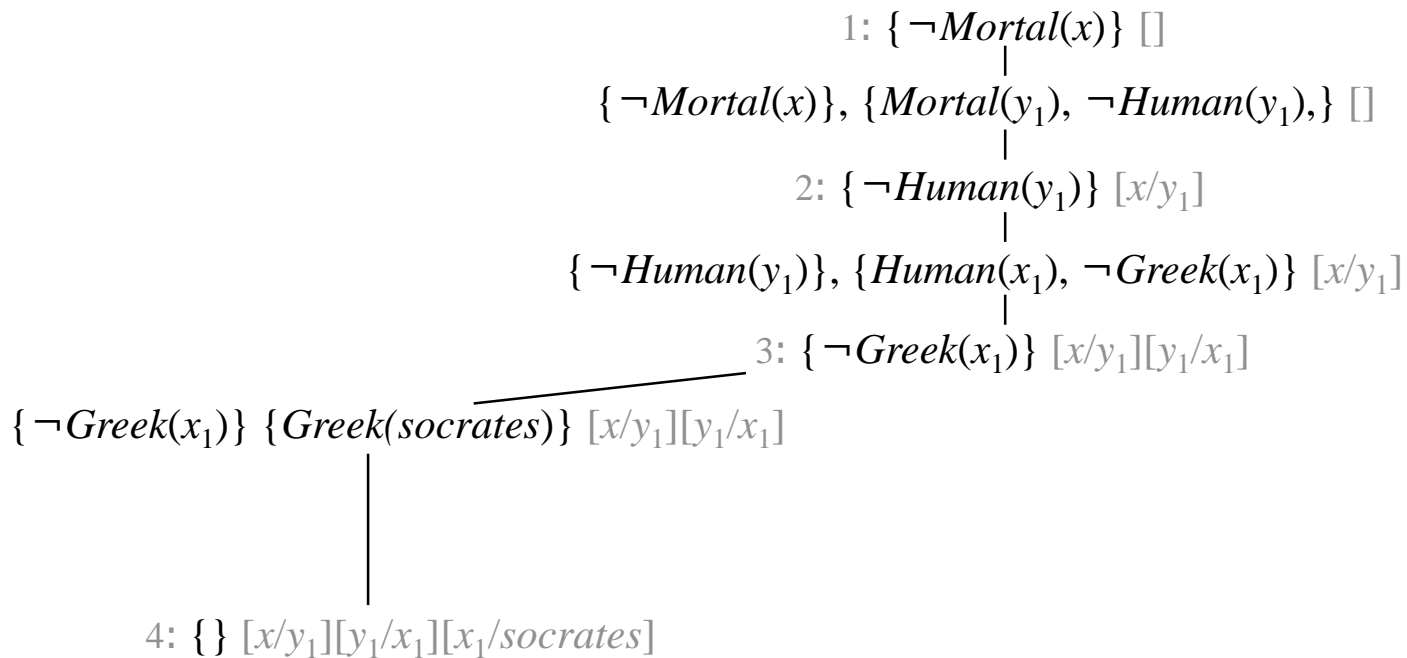 1: {¬Mortal(x)} []
{¬Mortal(x)}, {Mortal(y₁), ¬Human(y₁),} []
2: {¬Human(y₁)} [x/y₁]
{¬Human(y₁)}, {Human(x₁), ¬Greek(x₁)} [x/y₁]
3: {¬Greek(x₁)} [x/y₁][y₁/x₁]
{¬Greek(x₁)} {Greek(socrates)} [x/y₁][y₁/x₁]
4: {} [x/y₁][y₁/x₁][x₁/socrates]